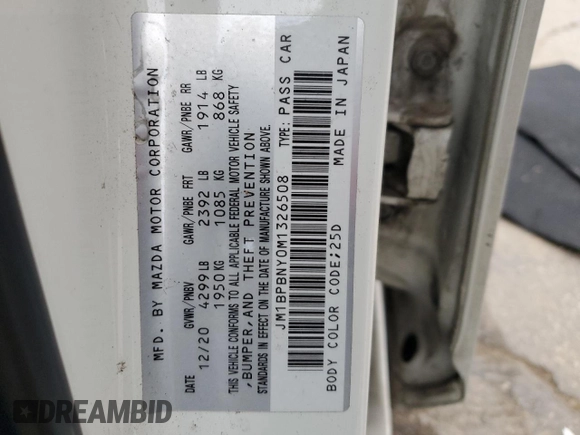 MFD. BY MAZDA MOTOR CORPORATION
GVWR/PNBV GAWR/PNBE FRT GAWR/PNBE RR
DATE 12/20 4299 LB 2392 LB 1914 LB
1950 KG 1085 KG 868 KG
THIS VEHICLE CONFORMS TO ALL APPLICABLE FEDERAL MOTOR VEHICLE SAFETY
,BUMPER,AND THEFT PREVENTION
STANDARDS IN EFFECT ON THE DATE OF MANUFACTURE SHOWN ABOVE.
JM1BPBNY0M1326508 TYPE: PASS CAR
BODY COLOR CODE;25D MADE IN JAPAN
DREAMBID